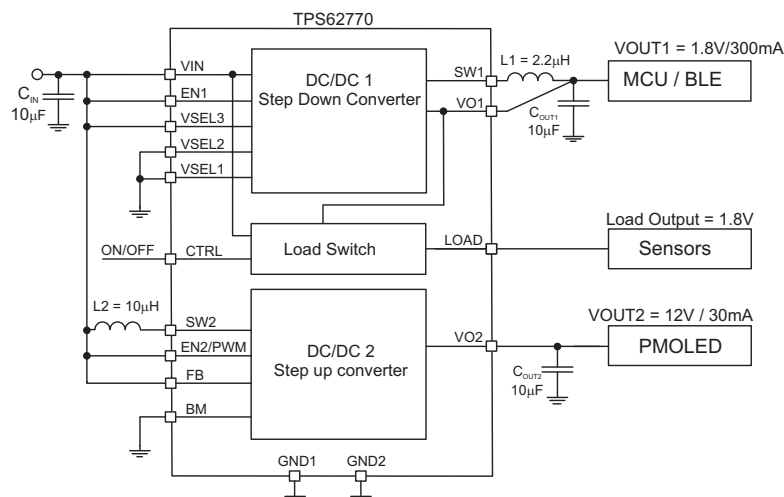 TPS62770
VIN
EN1
VSEL3
VSEL2
VSEL1
CTRL
SW2
EN2/PWM
FB
BM
C_IN
10µF
ON/OFF
L2 = 10µH
DC/DC 1
Step Down Converter
Load Switch
DC/DC 2
Step up converter
SW1
VO1
LOAD
VO2
GND1
GND2
L1 = 2.2µH
C_OUT1
10µF
VOUT1 = 1.8V/300mA
MCU / BLE
Load Output = 1.8V
Sensors
VOUT2 = 12V / 30mA
PMOLED
C_OUT2
10µF